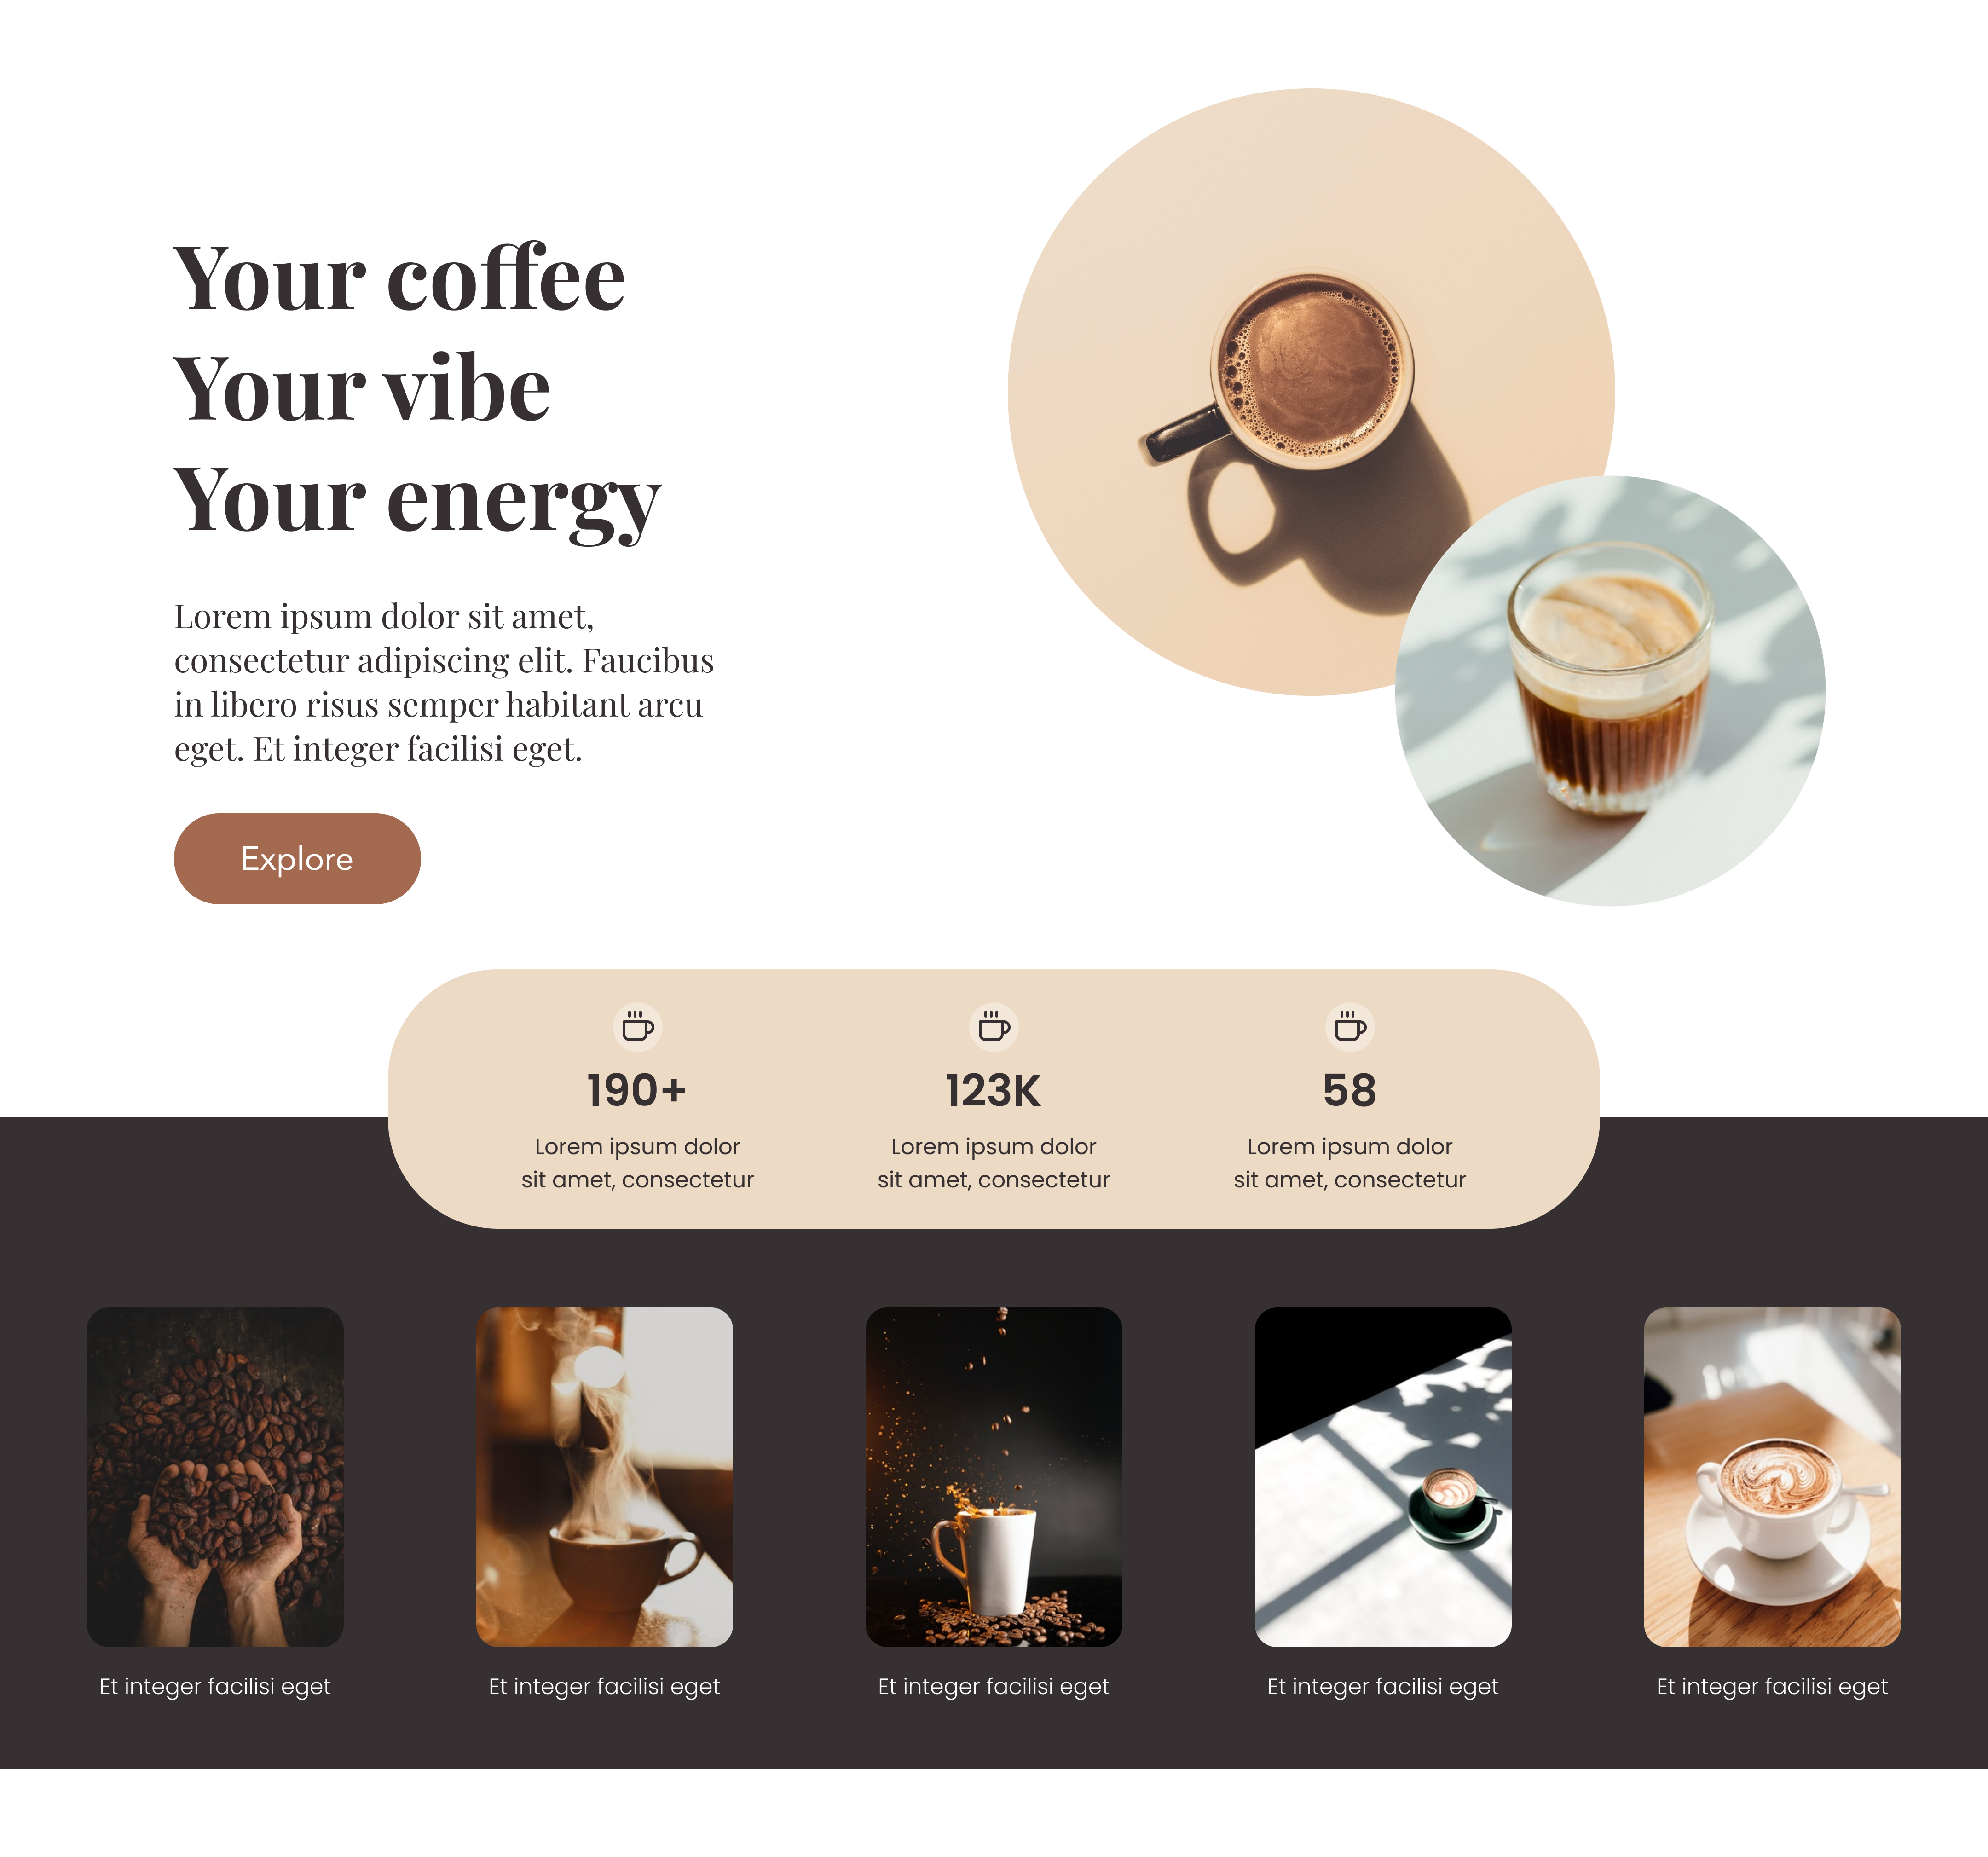 Your coffee
Your vibe
Your energy
Lorem ipsum dolor sit amet,
consectetur adipiscing elit. Faucibus
in libero risus semper habitant arcu
eget. Et integer facilisi eget.
Explore
190+
Lorem ipsum dolor
sit amet, consectetur
123K
Lorem ipsum dolor
sit amet, consectetur
58
Lorem ipsum dolor
sit amet, consectetur
Et integer facilisi eget
Et integer facilisi eget
Et integer facilisi eget
Et integer facilisi eget
Et integer facilisi eget